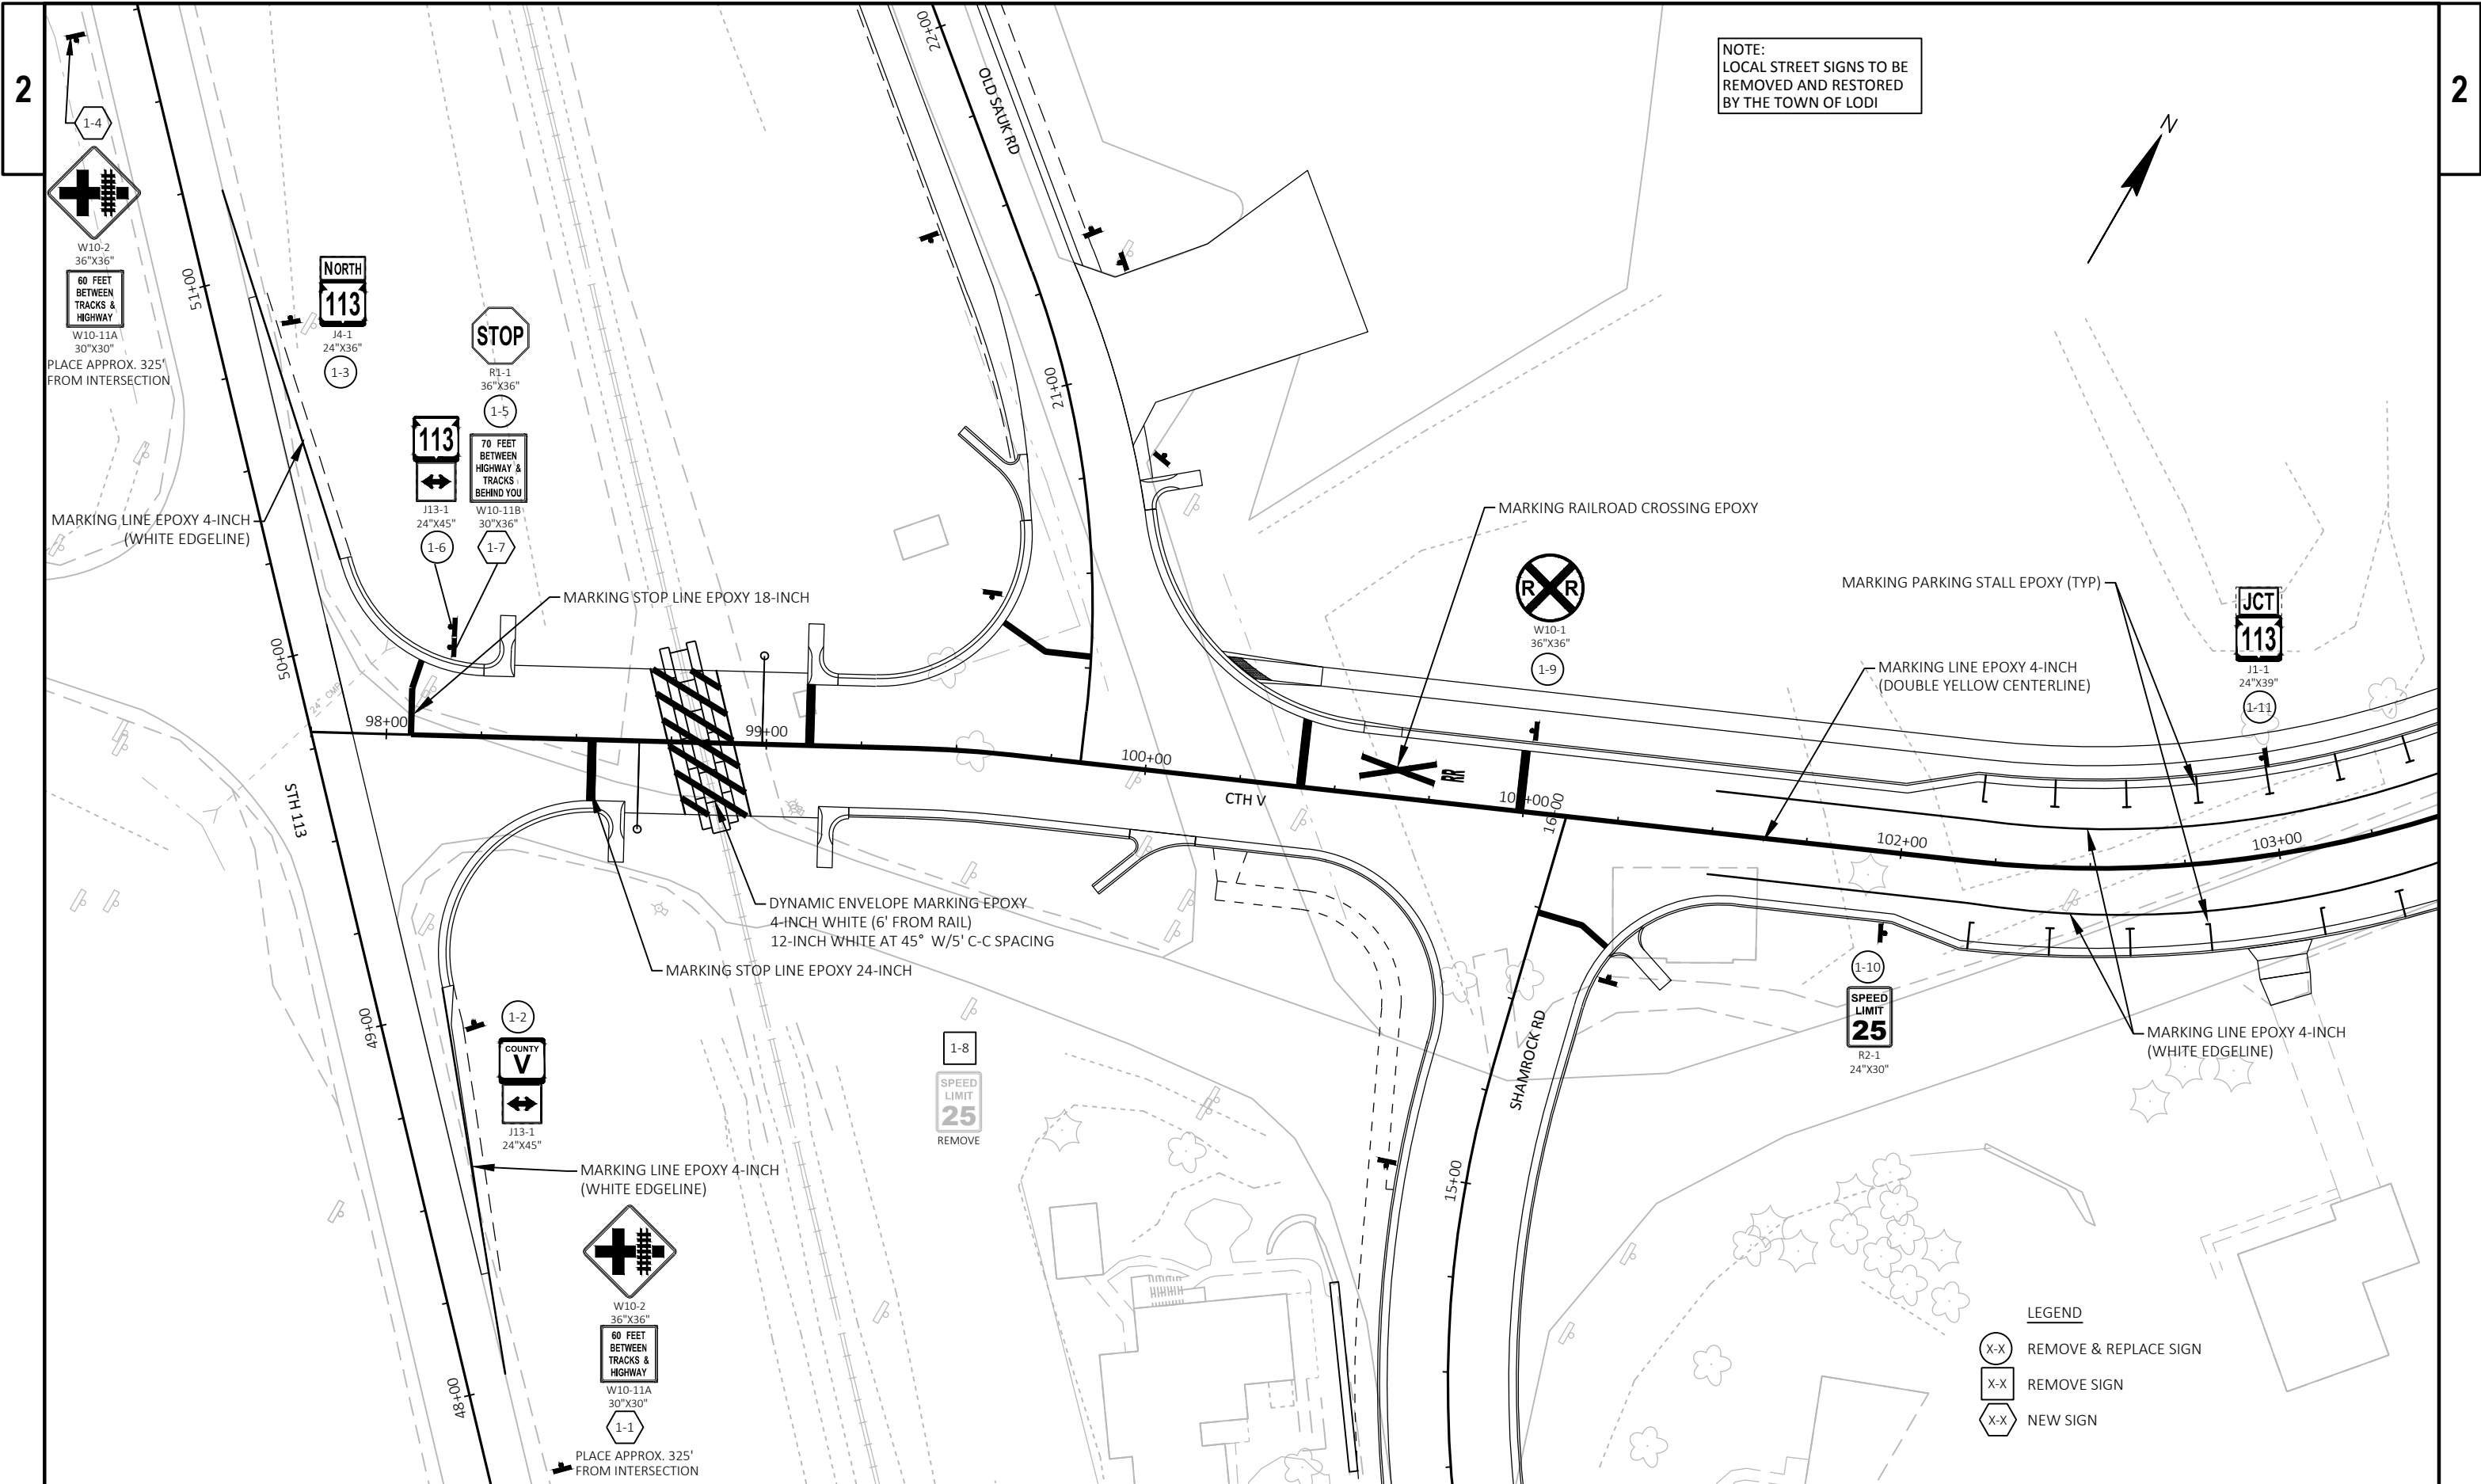 2
2
NOTE:
LOCAL STREET SIGNS TO BE
REMOVED AND RESTORED
BY THE TOWN OF LODI
N
22+00
OLD SAUK RD
21+00
1-4
W10-2
36"X36"
60 FEET
BETWEEN
TRACKS &
HIGHWAY
W10-11A
30"X30"
PLACE APPROX. 325'
FROM INTERSECTION
51+00
NORTH
113
J4-1
24"X36"
1-3
STOP
R1-1
36"X36"
1-5
113
J13-1
24"X45"
1-6
70 FEET
BETWEEN
HIGHWAY &
TRACKS
BEHIND YOU
W10-11B
30"X36"
1-7
MARKING LINE EPOXY 4-INCH
(WHITE EDGELINE)
MARKING STOP LINE EPOXY 18-INCH
MARKING RAILROAD CROSSING EPOXY
R R
W10-1
36"X36"
1-9
MARKING PARKING STALL EPOXY (TYP)
JCT
113
J1-1
24"X39"
1-11
MARKING LINE EPOXY 4-INCH
(DOUBLE YELLOW CENTERLINE)
50+00
24" CMP
98+00
99+00
100+00
RR
CTH V
16+00
102+00
103+00
STH 113
DYNAMIC ENVELOPE MARKING EPOXY
4-INCH WHITE (6' FROM RAIL)
12-INCH WHITE AT 45° W/5' C-C SPACING
MARKING STOP LINE EPOXY 24-INCH
49+00
1-2
COUNTY
V
J13-1
24"X45"
1-8
SPEED
LIMIT
25
REMOVE
1-10
SPEED
LIMIT
25
R2-1
24"X30"
MARKING LINE EPOXY 4-INCH
(WHITE EDGELINE)
SHAMROCK RD
15+00
MARKING LINE EPOXY 4-INCH
(WHITE EDGELINE)
W10-2
36"X36"
60 FEET
BETWEEN
TRACKS &
HIGHWAY
W10-11A
30"X30"
1-1
PLACE APPROX. 325'
FROM INTERSECTION
48+00
LEGEND
X-X REMOVE & REPLACE SIGN
X-X REMOVE SIGN
X-X NEW SIGN